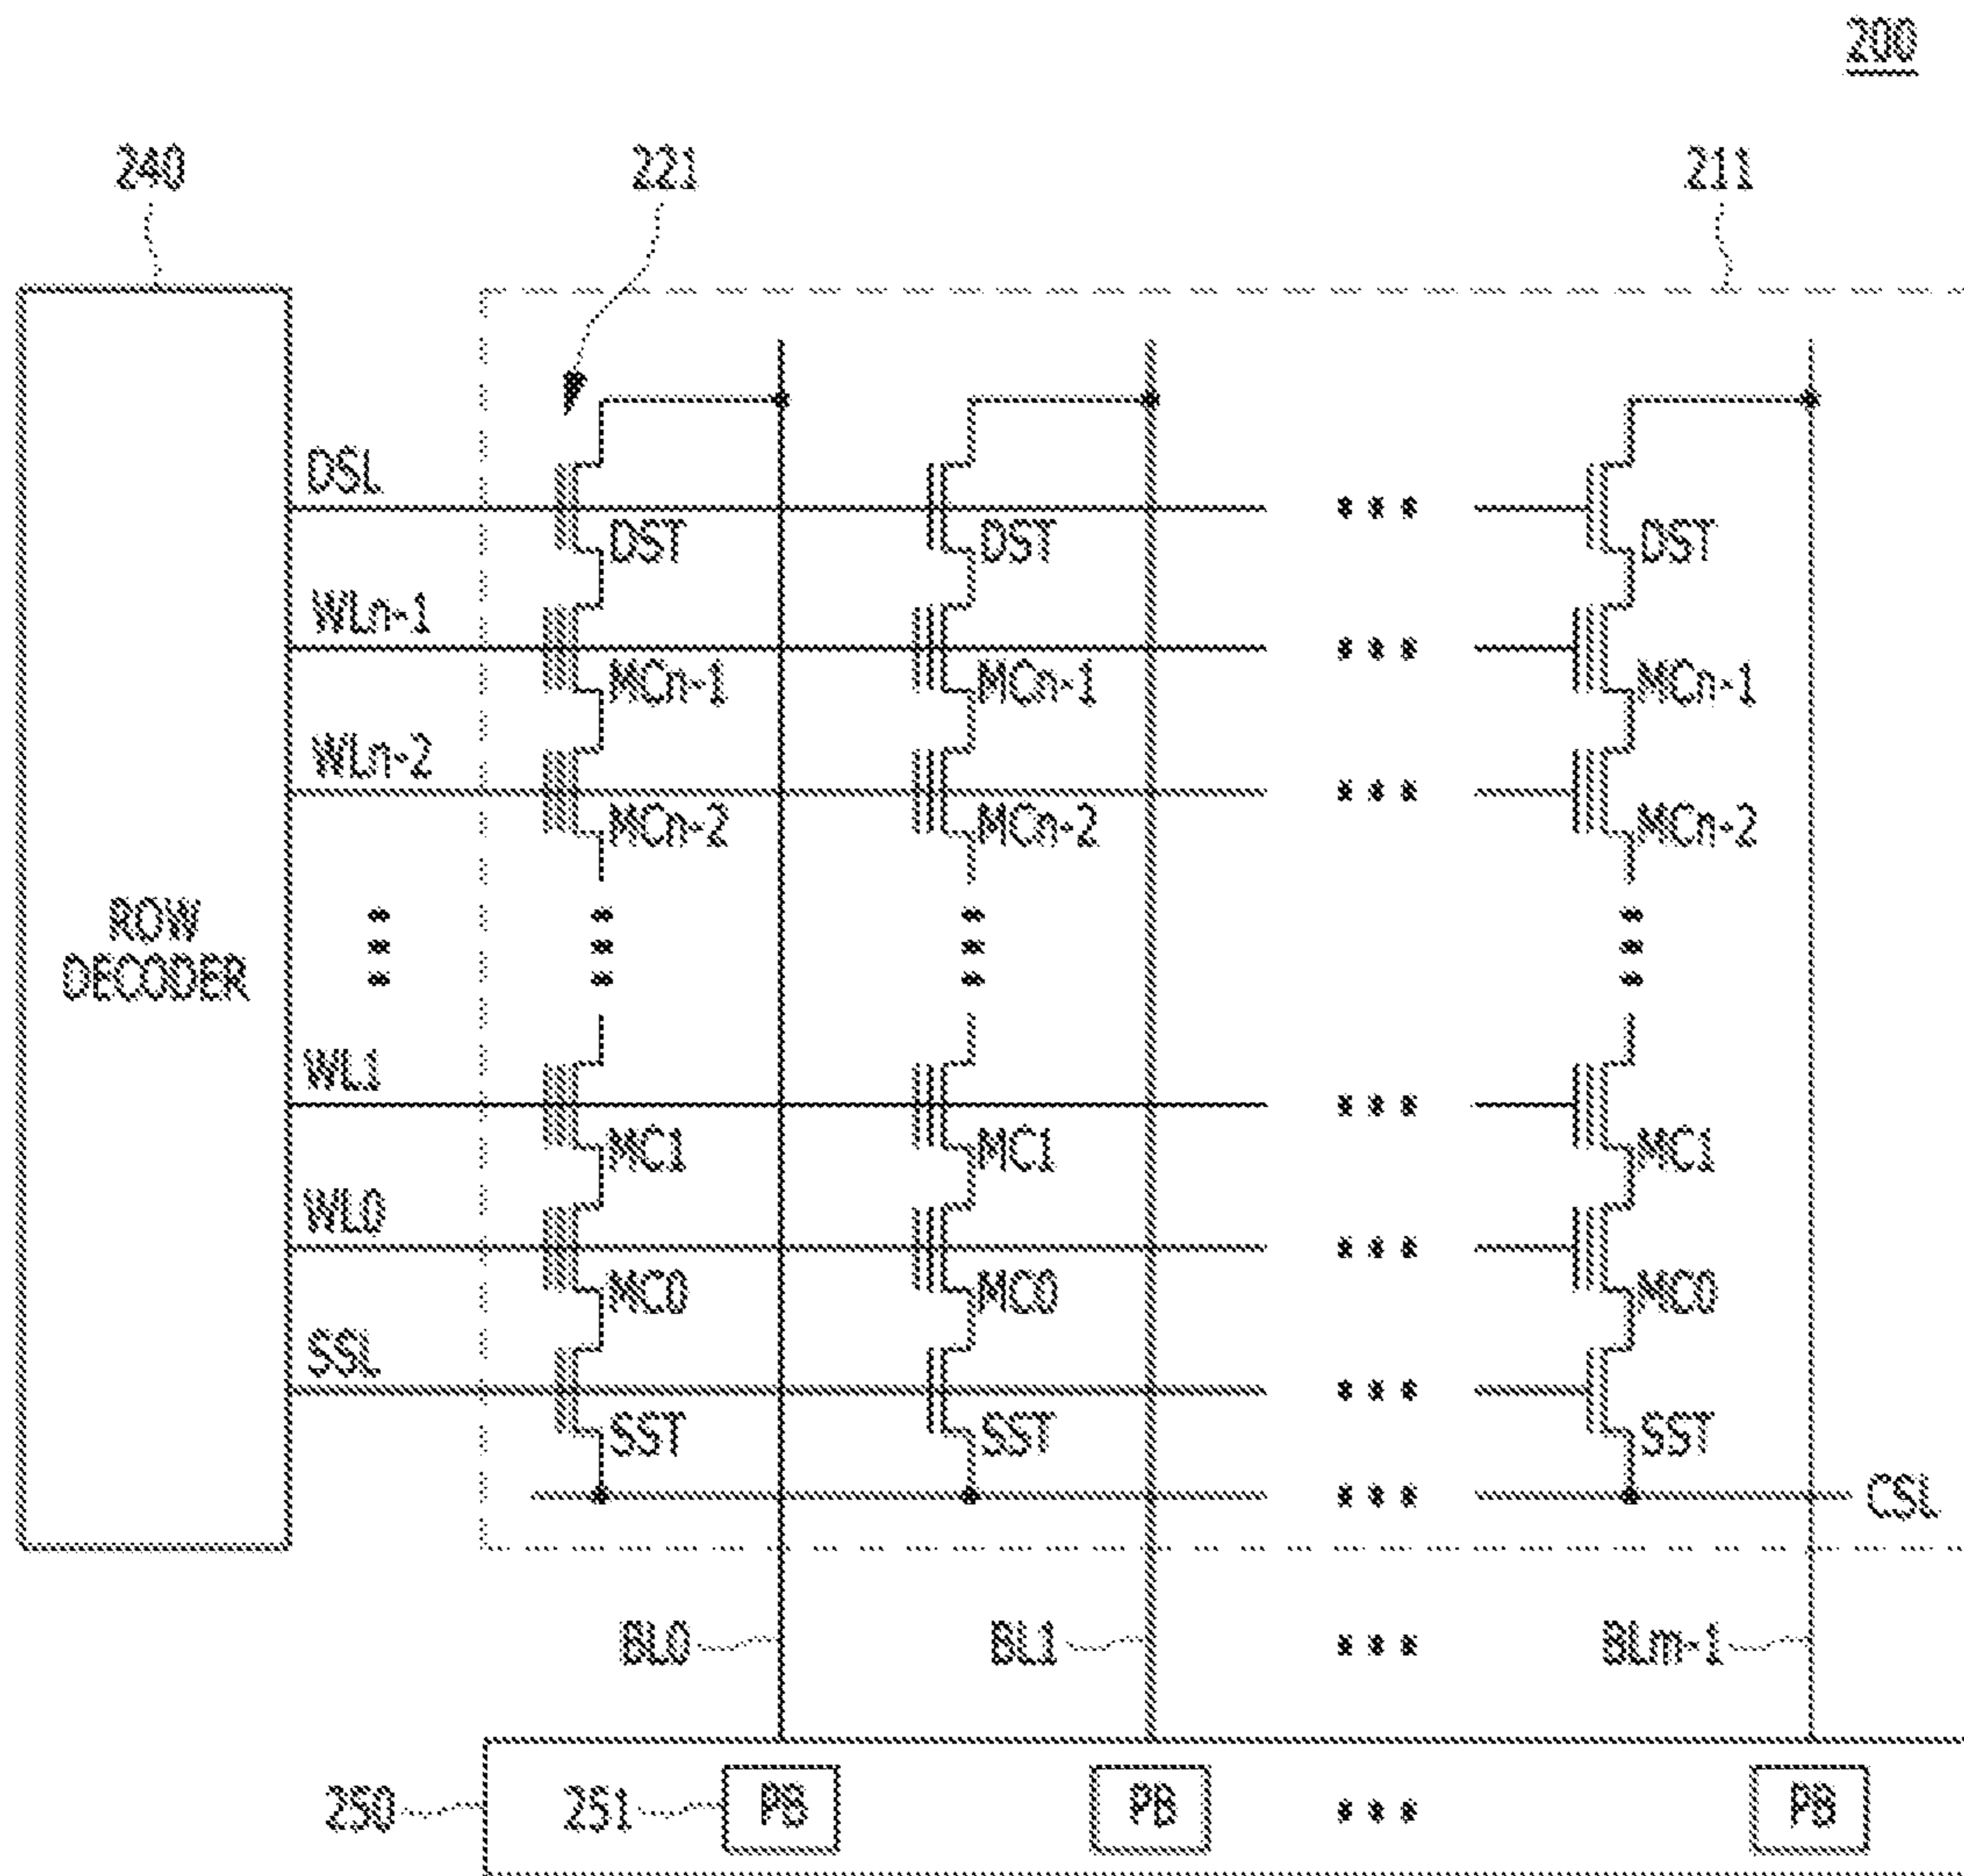 200
240
221
211
DSL
DST DST DST
WLn-1
MCn-1 MCn-1 MCn-1
WLn-2
MCn-2 MCn-2 MCn-2
ROW
DECODER
WL1
MC1 MC1 MC1
WL0
MC0 MC0 MC0
SSL
SST SST SST
CSL
BL0 BL1 BLm-1
250 251 PB PB PB